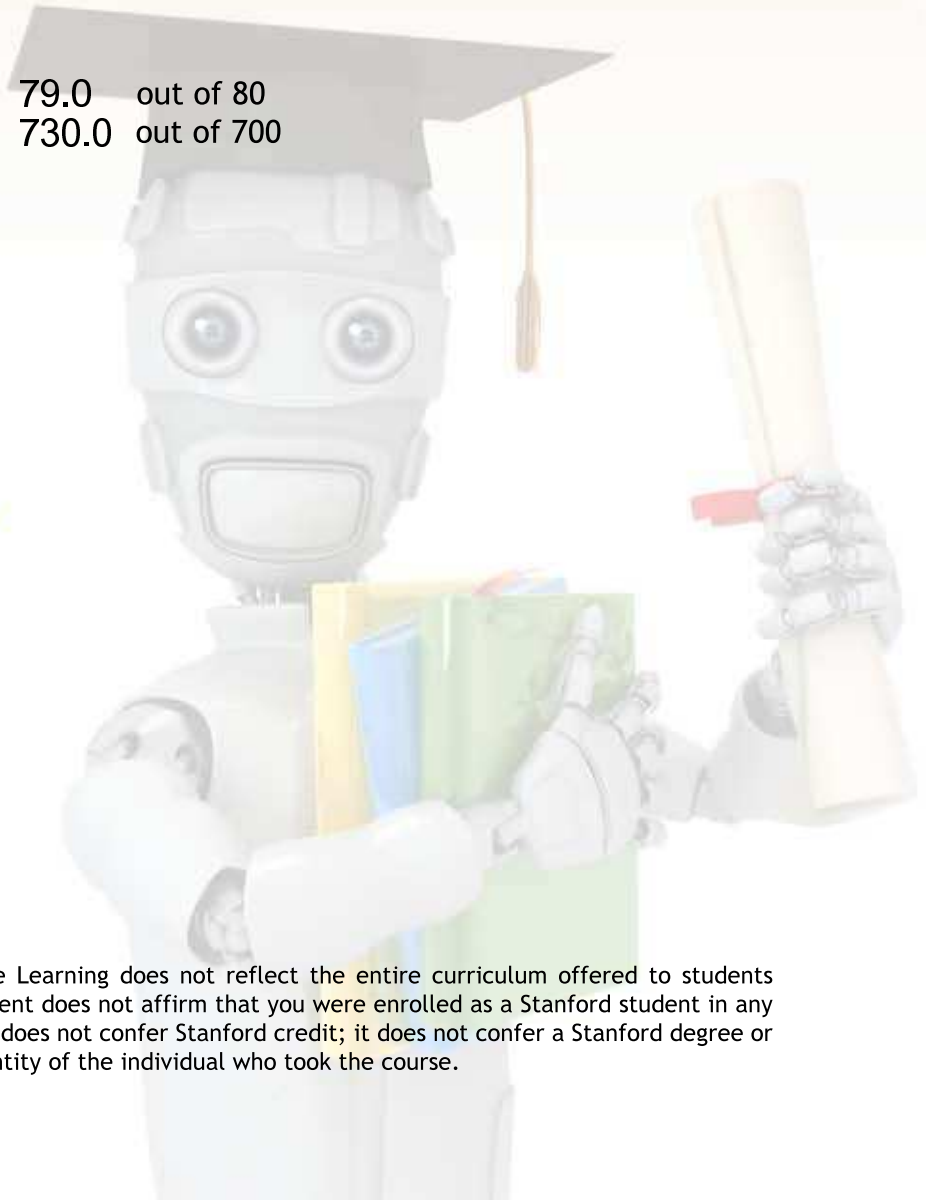 79.0 out of 80
730.0 out of 700
Learning does not reflect the entire curriculum offered to students
does not affirm that you were enrolled as a Stanford student in any
does not confer Stanford credit; it does not confer a Stanford degree or
of the individual who took the course.